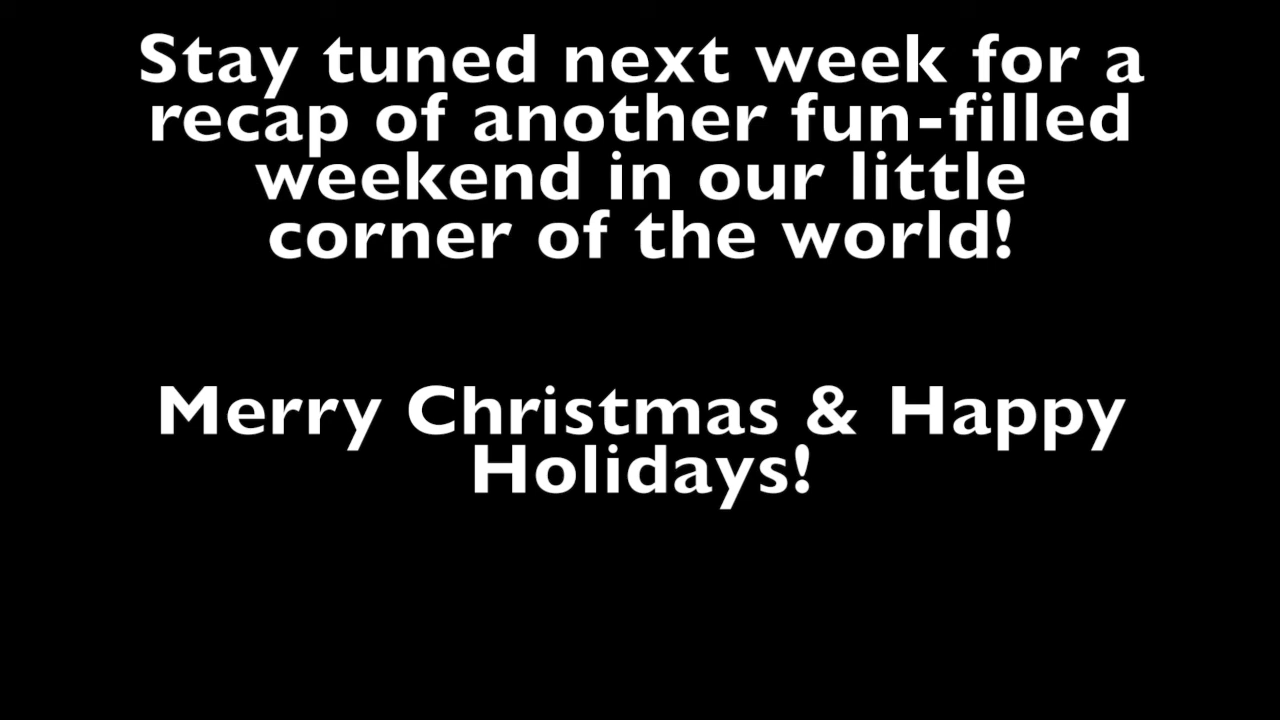 Stay tuned next week for a
recap of another fun-filled
weekend in our little
corner of the world!
Merry Christmas & Happy
Holidays!